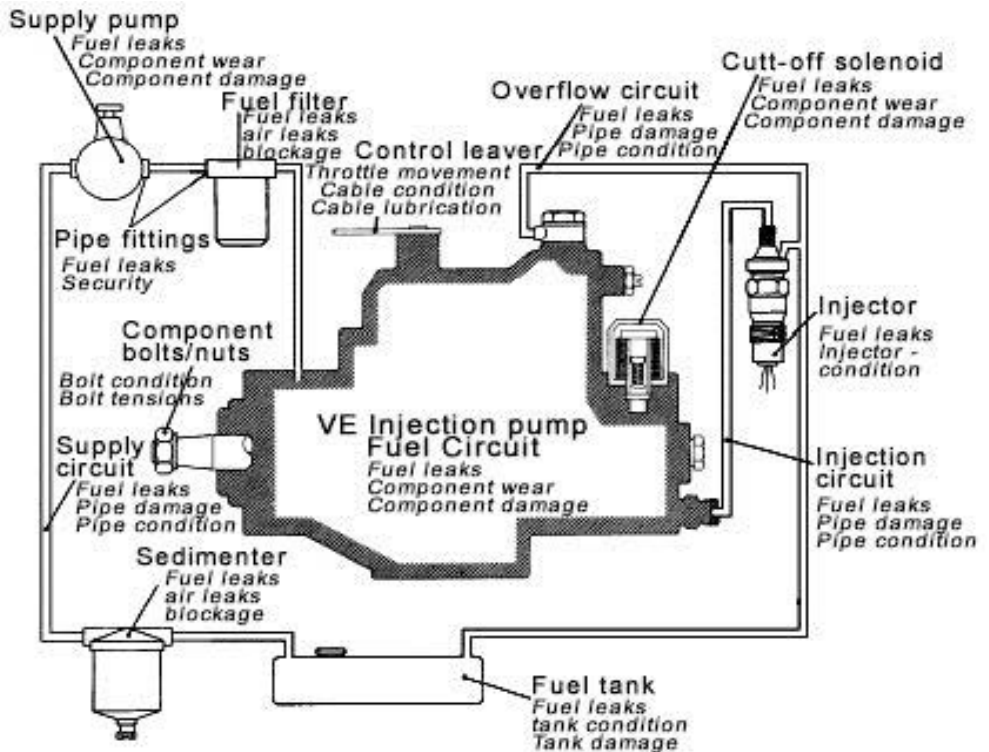 Supply pump
Fuel leaks
Component wear
Component damage
Fuel filter
Fuel leaks
air leaks
blockage
Control leaver
Throttle movement
Cable condition
Cable lubrication
Overflow circuit
Fuel leaks
Pipe damage
Pipe condition
Cutt-off solenoid
Fuel leaks
Component wear
Component damage
Pipe fittings
Fuel leaks
Security
Component
bolts/nuts
Bolt condition
Bolt tensions
Injector
Fuel leaks
Injector -
condition
VE Injection pump
Fuel Circuit
Fuel leaks
Component wear
Component damage
Supply
circuit
Fuel leaks
Pipe damage
Pipe condition
Injection
circuit
Fuel leaks
Pipe damage
Pipe condition
Sedimenter
Fuel leaks
air leaks
blockage
Fuel tank
Fuel leaks
tank condition
Tank damage